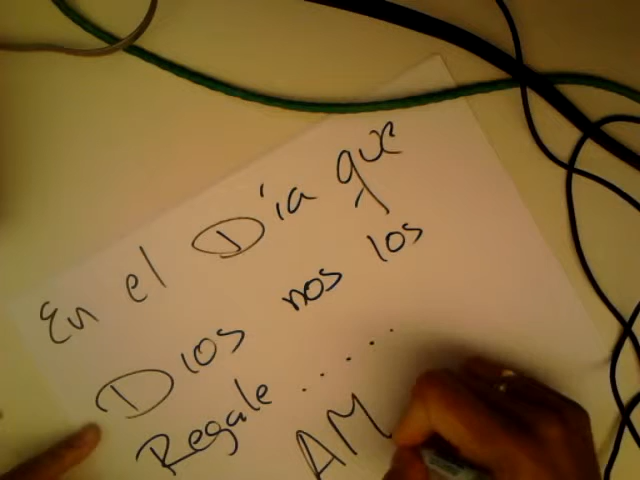 En el Día que
Dios nos los
Regale......
AM